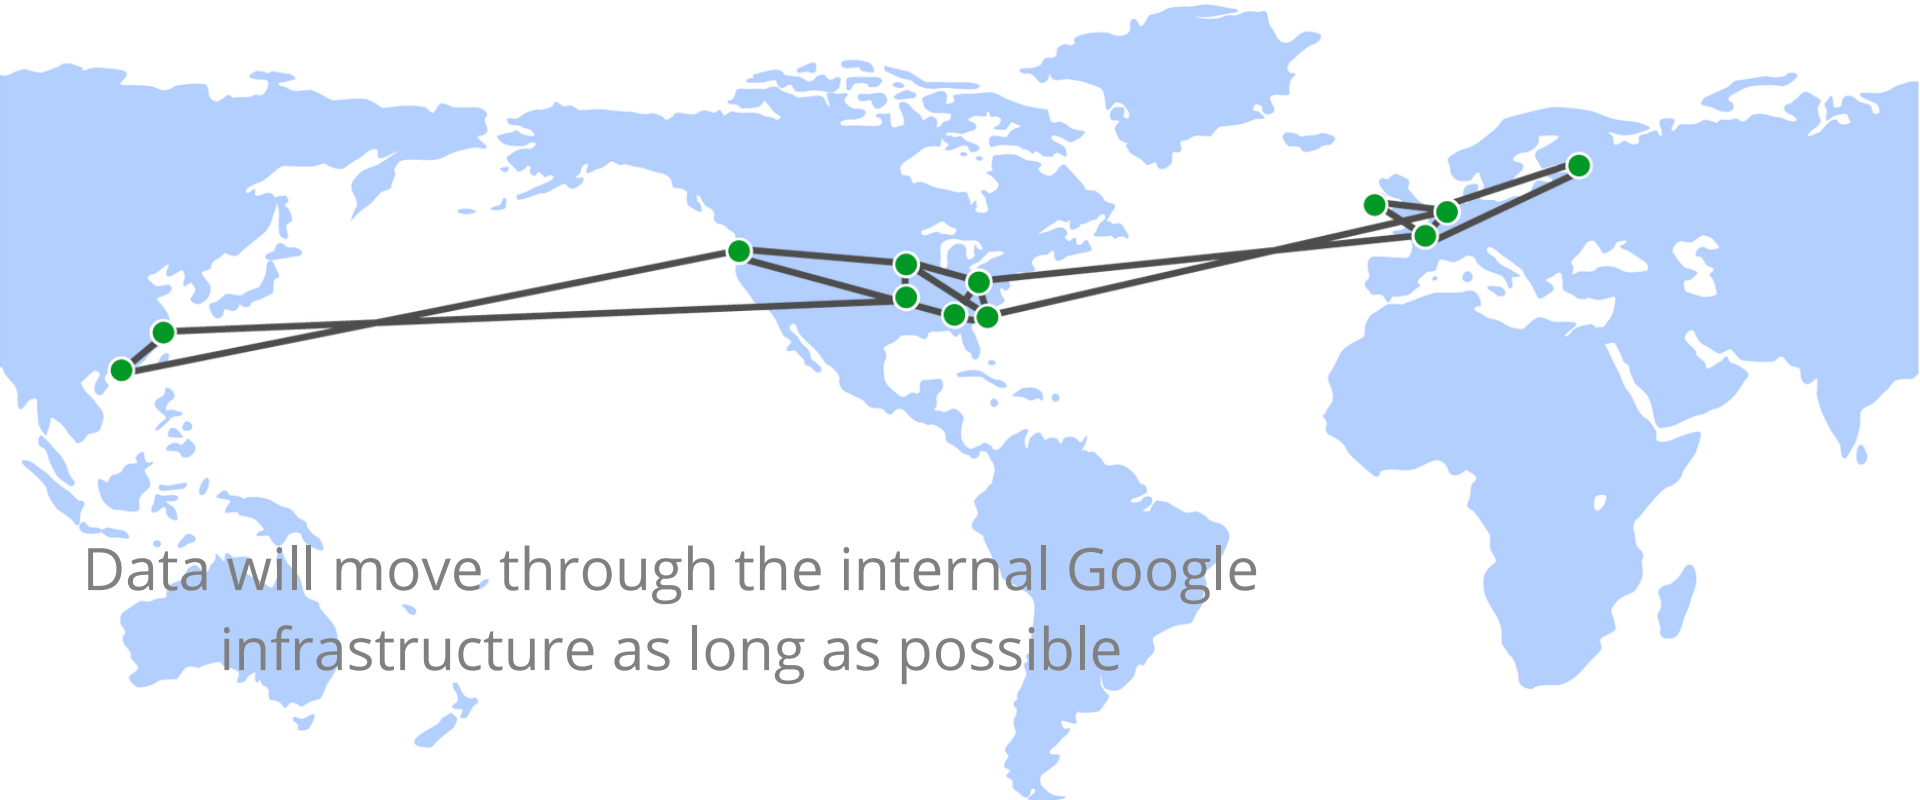 Data will move through the internal Google
infrastructure as long as possible